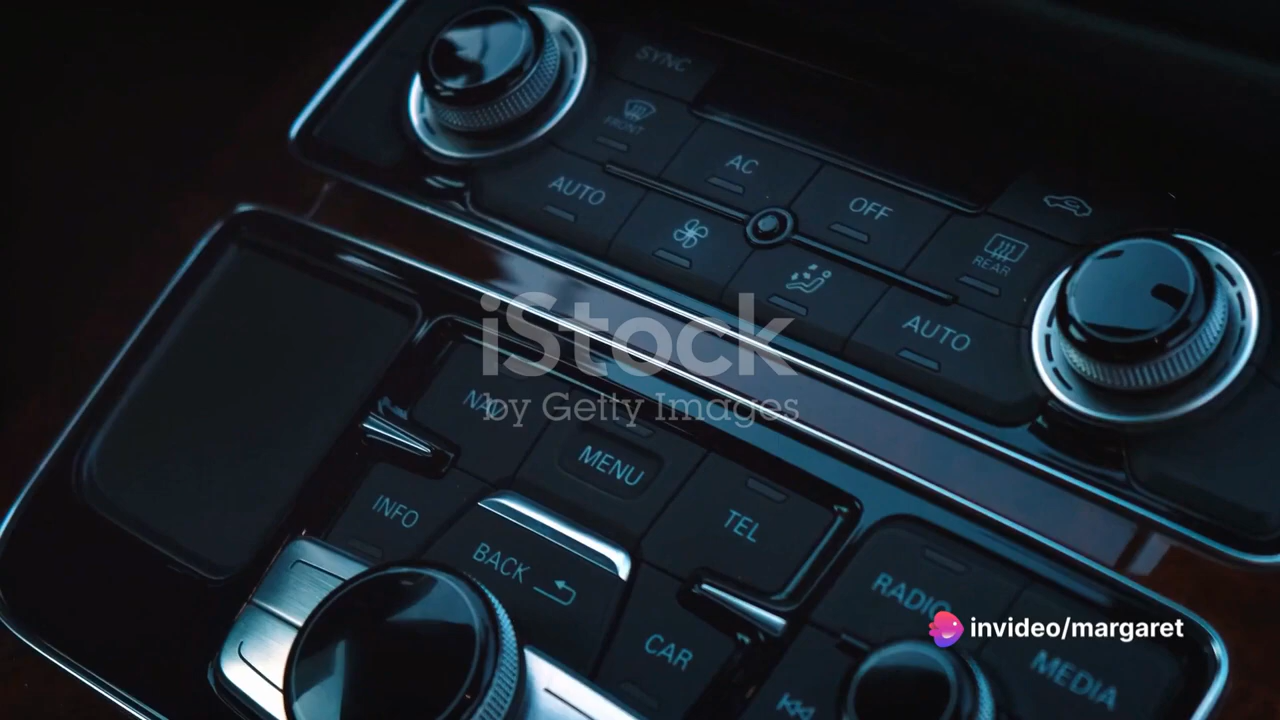 SYNC
FRONT
AC
AUTO
OFF
REAR
AUTO
iStock
by Getty Images
NAV
MENU
INFO
TEL
BACK
RADIO
CAR
MEDIA
invideo/margaret